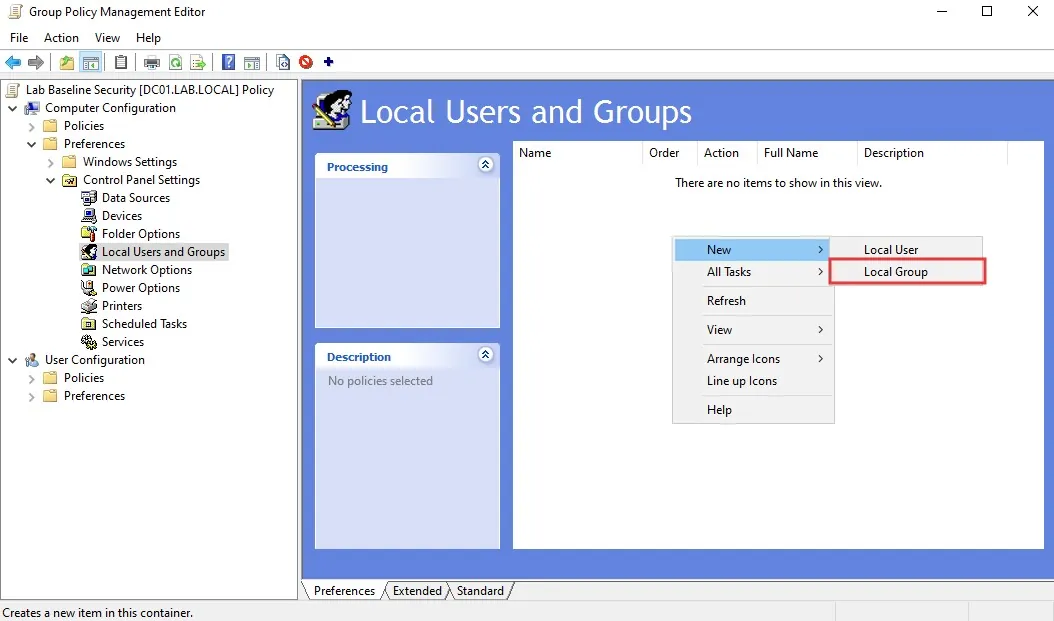 Group Policy Management Editor
File Action View Help
Lab Baseline Security [DC01.LAB.LOCAL] Policy
Computer Configuration
Policies
Preferences
Windows Settings
Control Panel Settings
Data Sources
Devices
Folder Options
Local Users and Groups
Network Options
Power Options
Printers
Scheduled Tasks
Services
User Configuration
Policies
Preferences
Local Users and Groups
Processing
Description
No policies selected
Name Order Action Full Name Description
There are no items to show in this view.
New
All Tasks
Refresh
View
Arrange Icons
Line up Icons
Help
Local User
Local Group
Preferences Extended Standard
Creates a new item in this container.